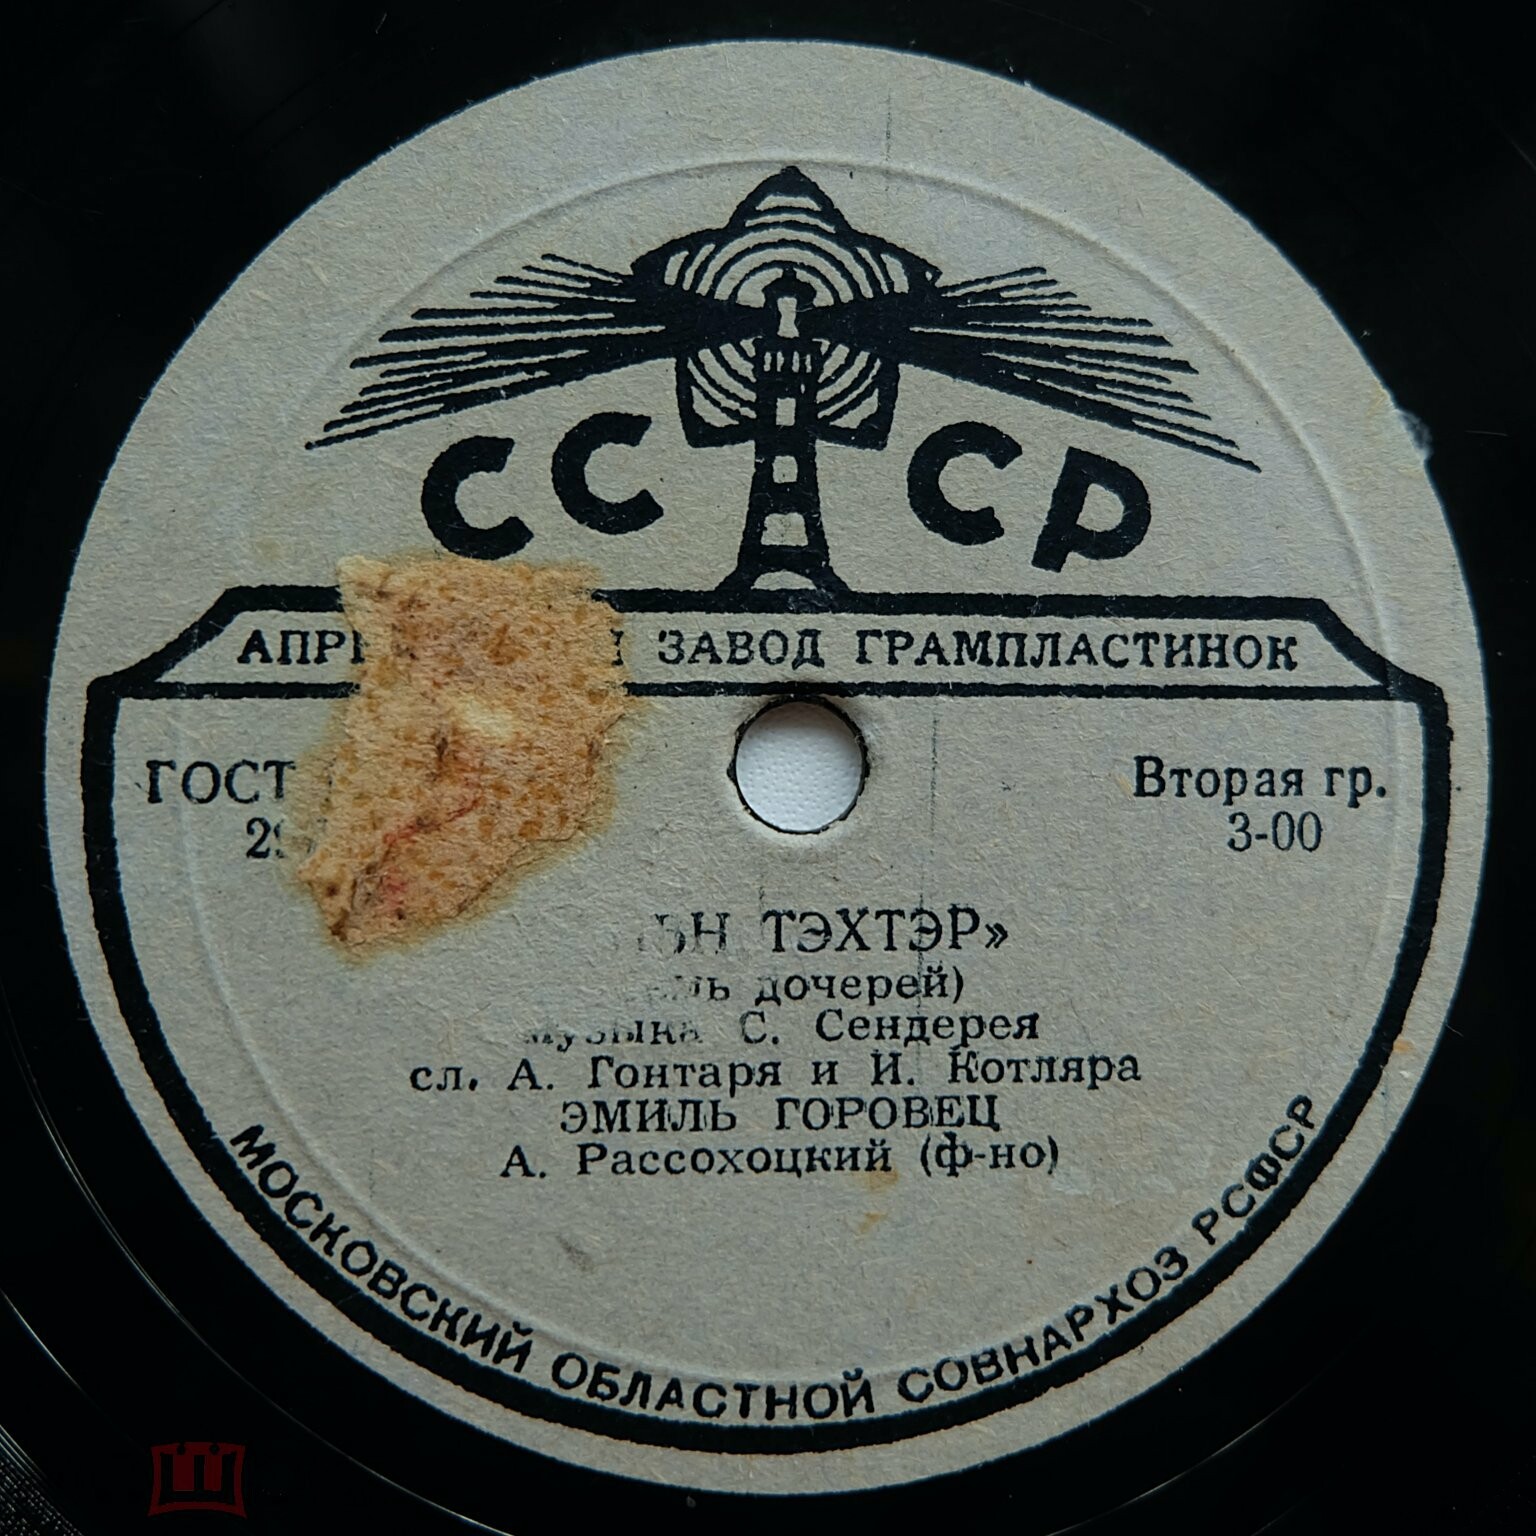 СССР
ЗАВОД ГРАМПЛАСТИНОК
ГОСТ
Вторая гр.
3-00
ТЭХТЭР»
дочерей)
Музыка С. Сендерея
сл. А. Гонтаря и И. Котляра
ЭМИЛЬ ГОРОВЕЦ
А. Рассохоцкий (ф-но)
МОСКОВСКИЙ ОБЛАСТНОЙ СОВНАРХОЗ РСФСР